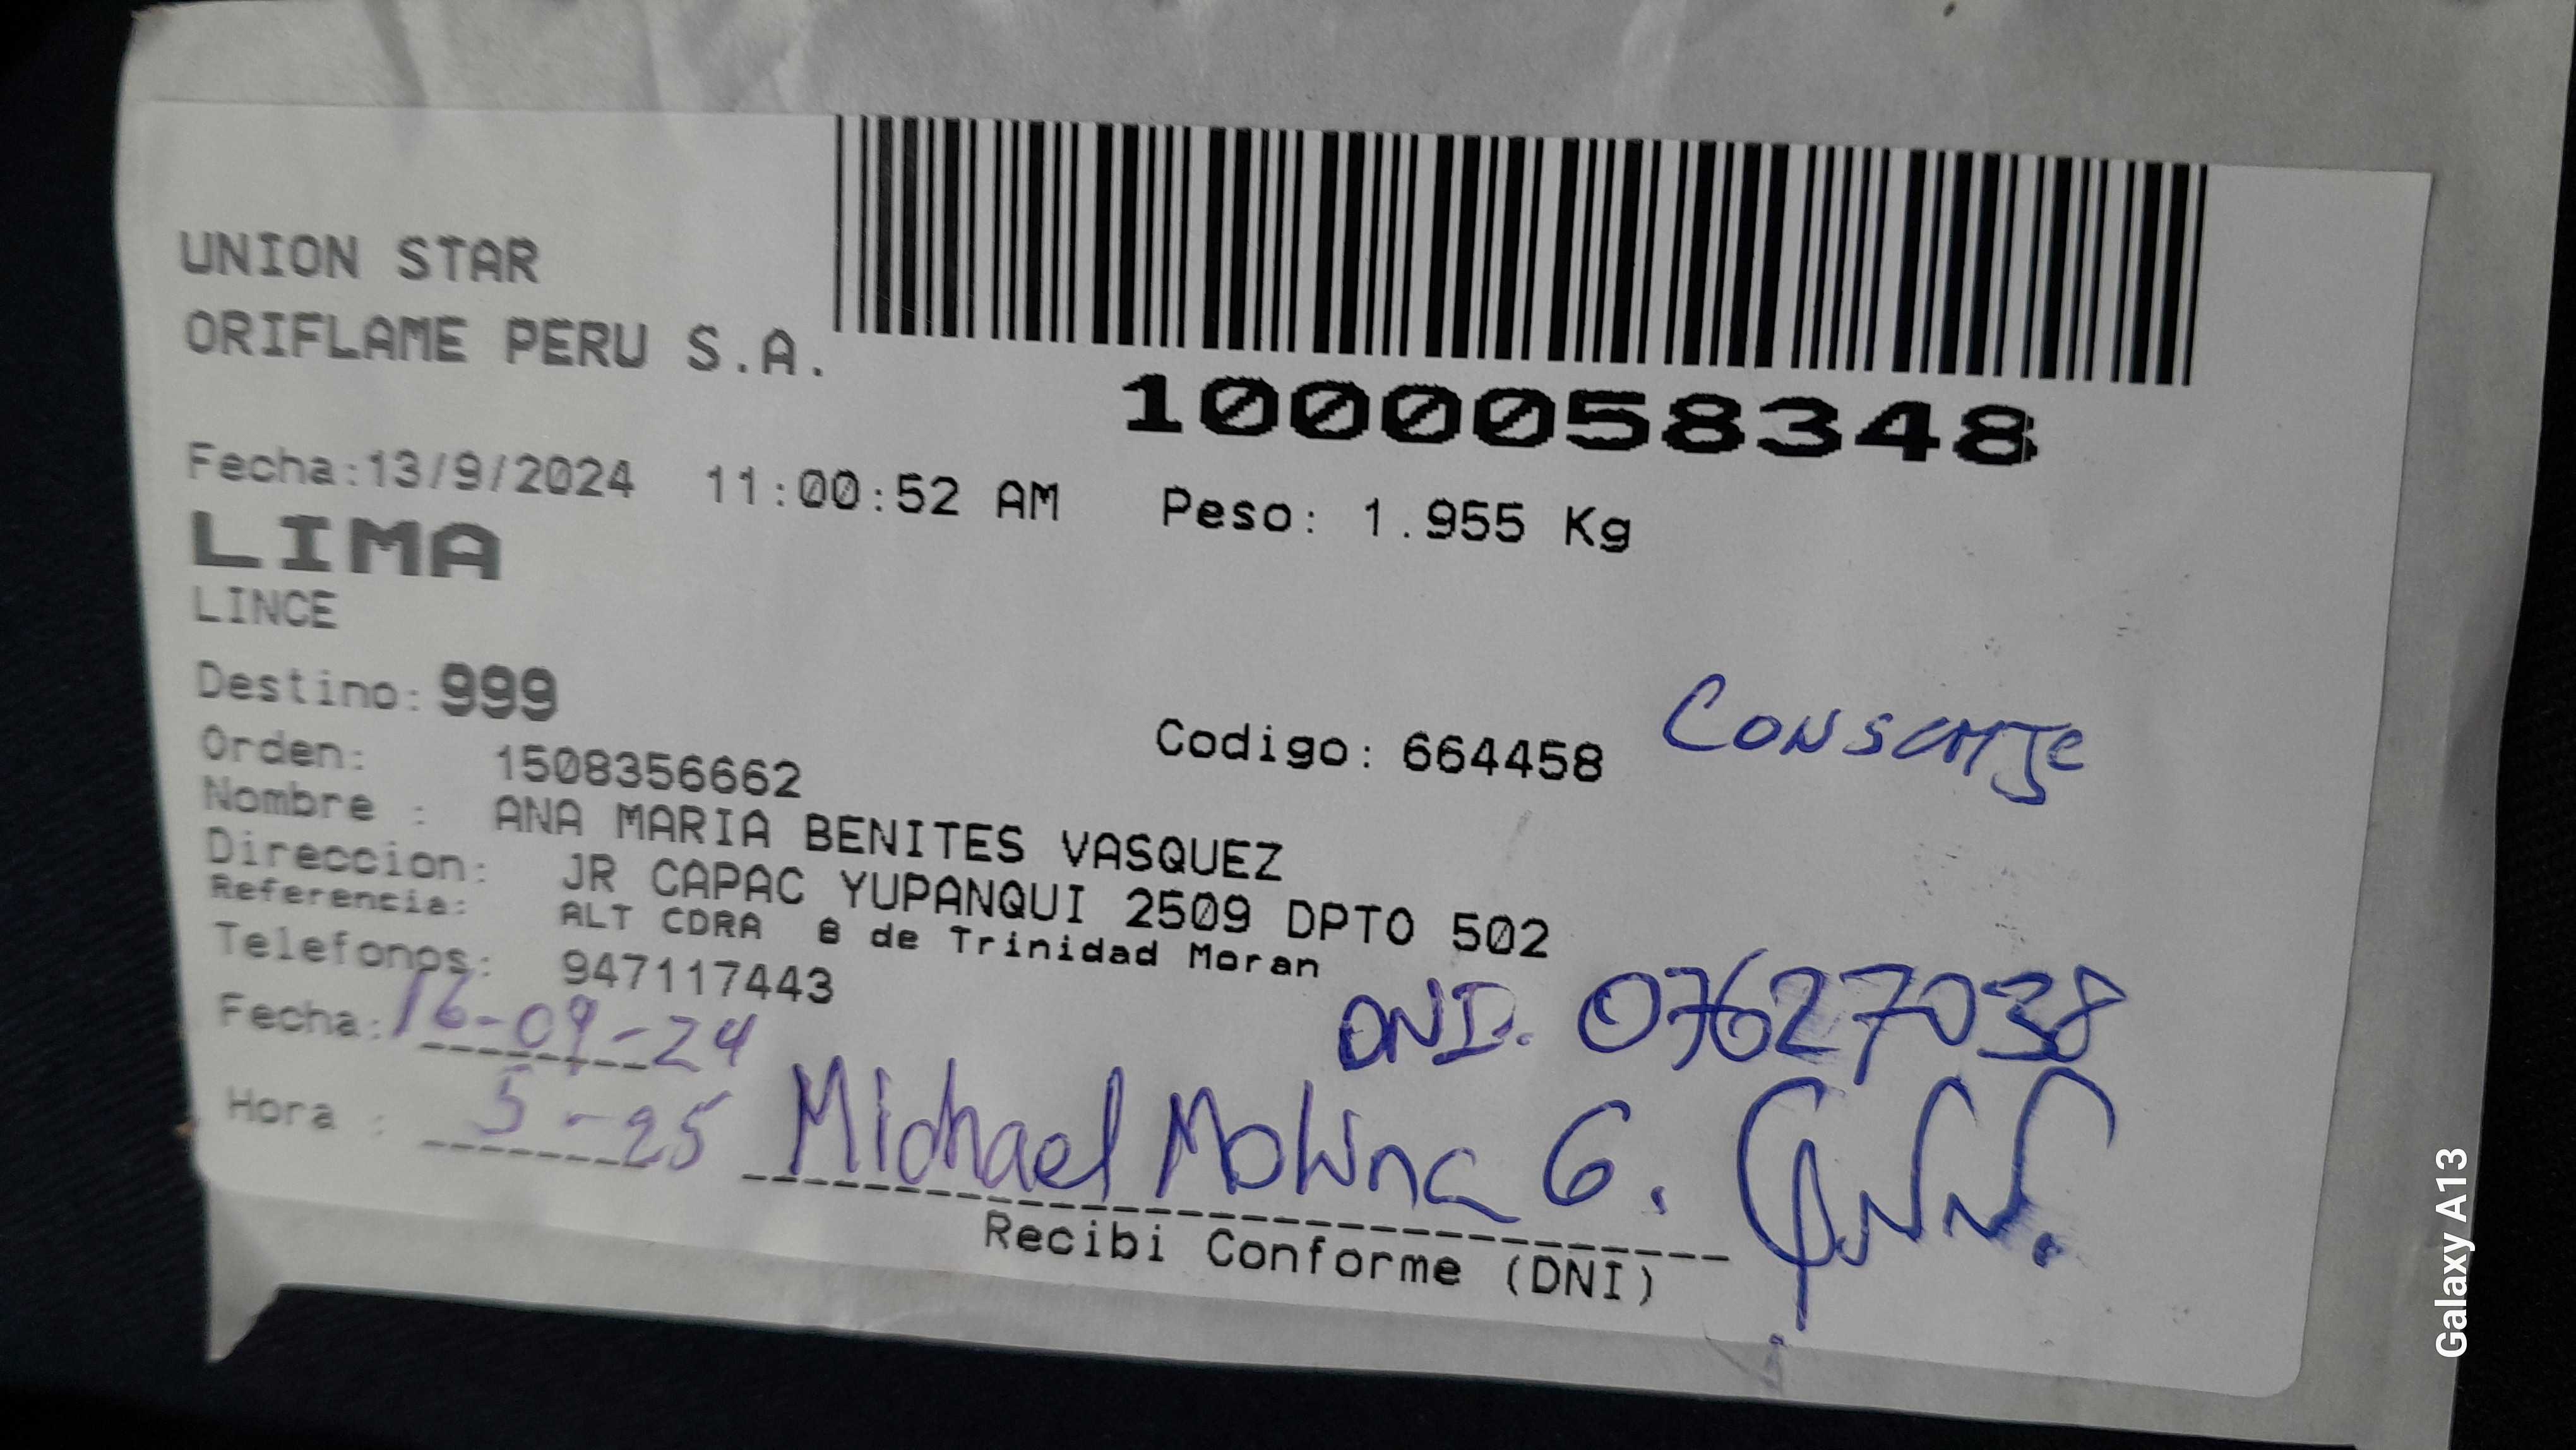 UNION STAR
ORIFLAME PERU S.A.
1000058348
Fecha:13/9/2024 11:00:52 AM Peso: 1.955 Kg
LIMA
LINCE
Destino: 999
Orden: 1508356662 Codigo: 664458 Conserje
Nombre : ANA MARIA BENITES VASQUEZ
Direccion: JR CAPAC YUPANQUI 2509 DPTO 502
Referencia: ALT CDRA 8 de Trinidad Moran
Telefonos: 947117443
DNI. 07627038
Fecha: 16-09-24
Hora : 5-25 Michael Molina G.
Recibi Conforme (DNI)
Galaxy A13